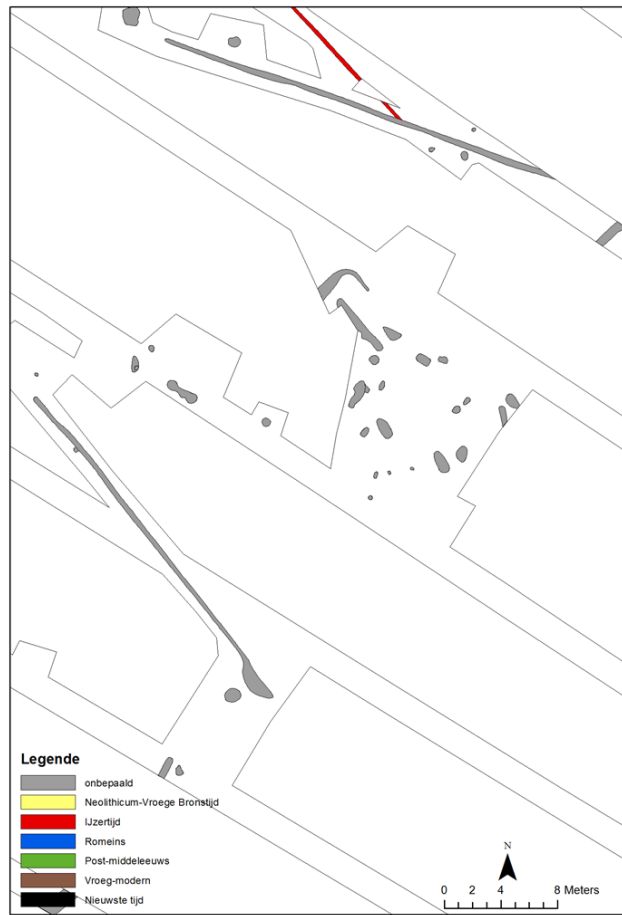 Legende
onbepaald
Neolithicum-Vroege Bronstijd
IJzertijd
Romeins
Post-middeleeuws
Vroeg-modern
Nieuwste tijd
N
0 2 4 8 Meters